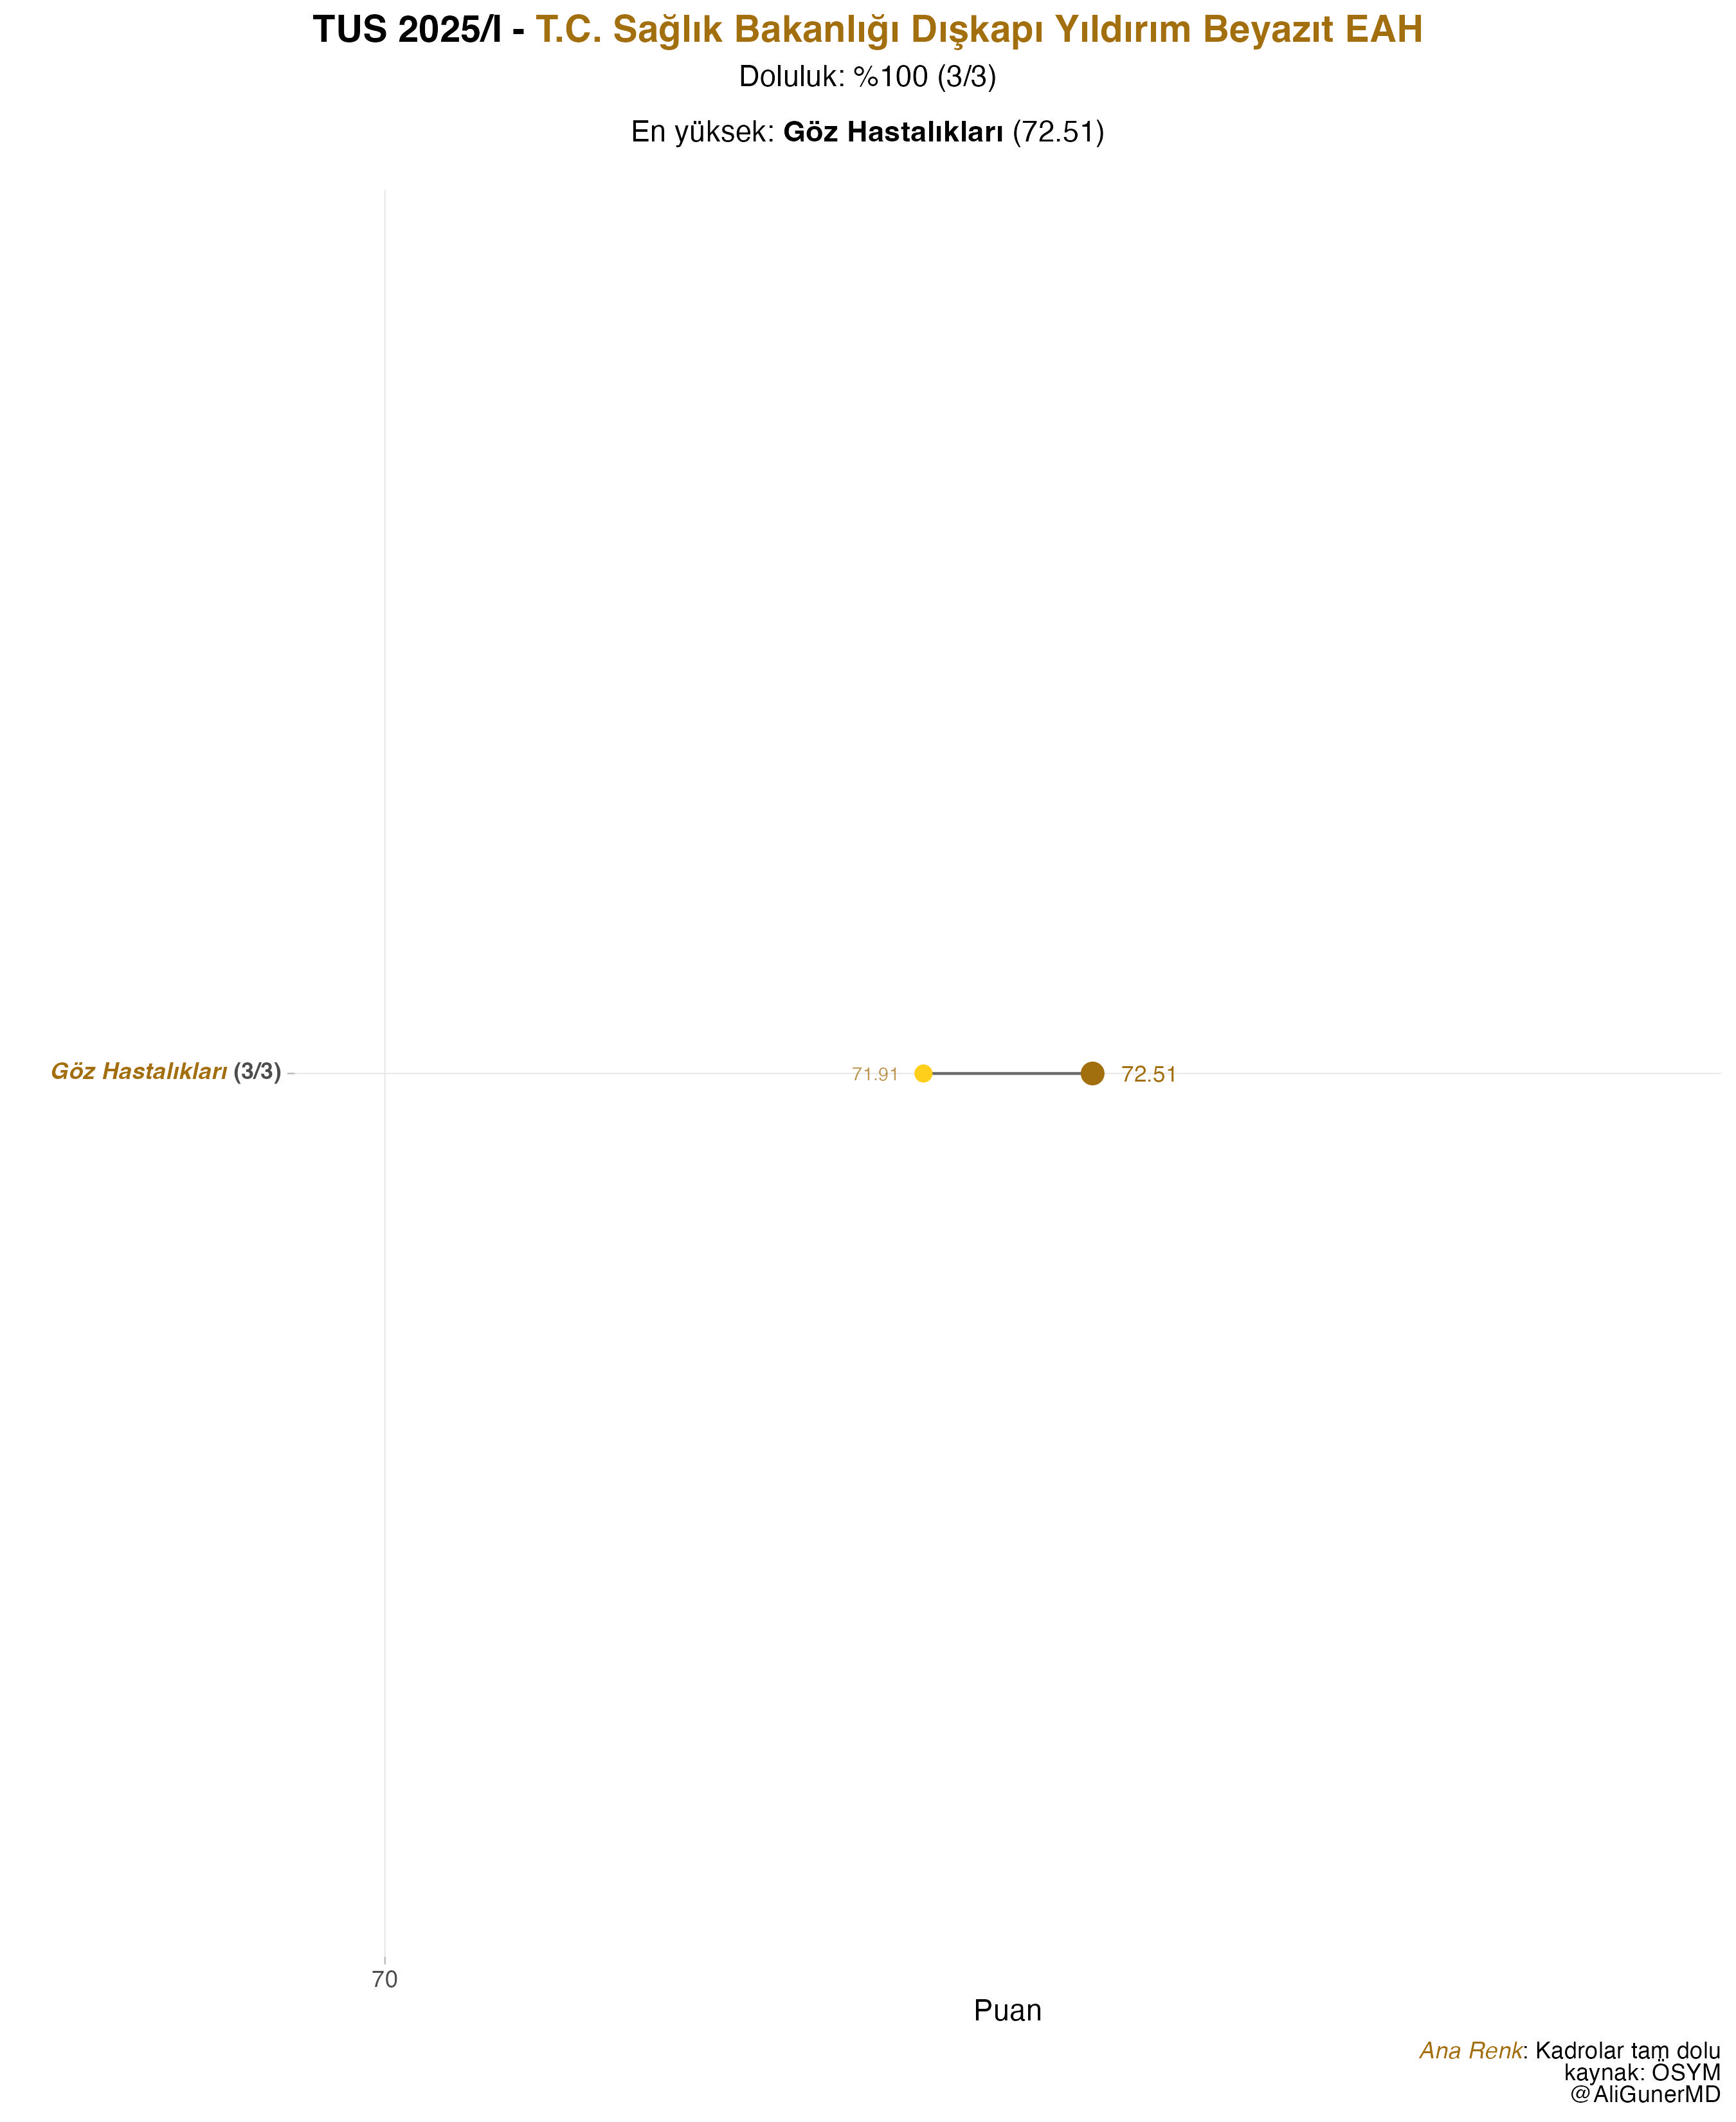 TUS 2025/I - T.C. Sağlık Bakanlığı Dışkapı Yıldırım Beyazıt EAH
Doluluk: %100 (3/3)
En yüksek: Göz Hastalıkları (72.51)
Göz Hastalıkları (3/3)
71.91
72.51
70
Puan
Ana Renk: Kadrolar tam dolu
kaynak: ÖSYM
@AliGunerMD